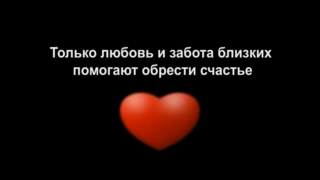 Только любовь и забота близких
помогают обрести счастье